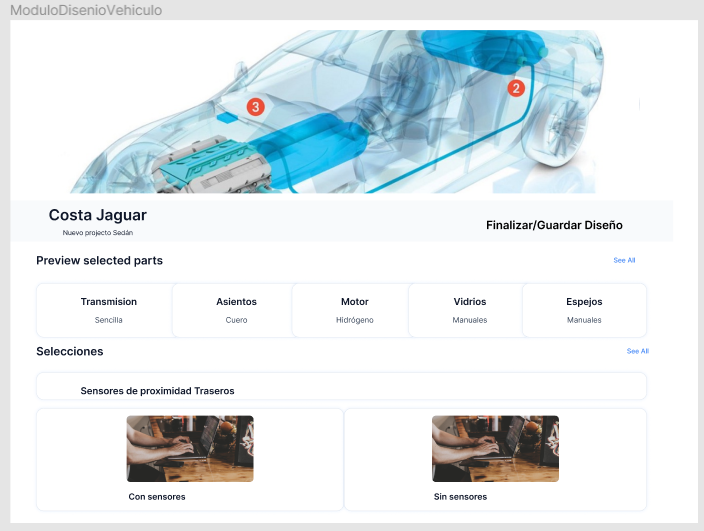 ModuloDisenioVehiculo
2
3
Costa Jaguar
Nuevo projecto Sedán
Finalizar/Guardar Diseño
Preview selected parts
See All
Transmision
Asientos
Motor
Vidrios
Espejos
Sencilla
Cuero
Hidrógeno
Manuales
Manuales
Selecciones
See All
Sensores de proximidad Traseros
Con sensores
Sin sensores